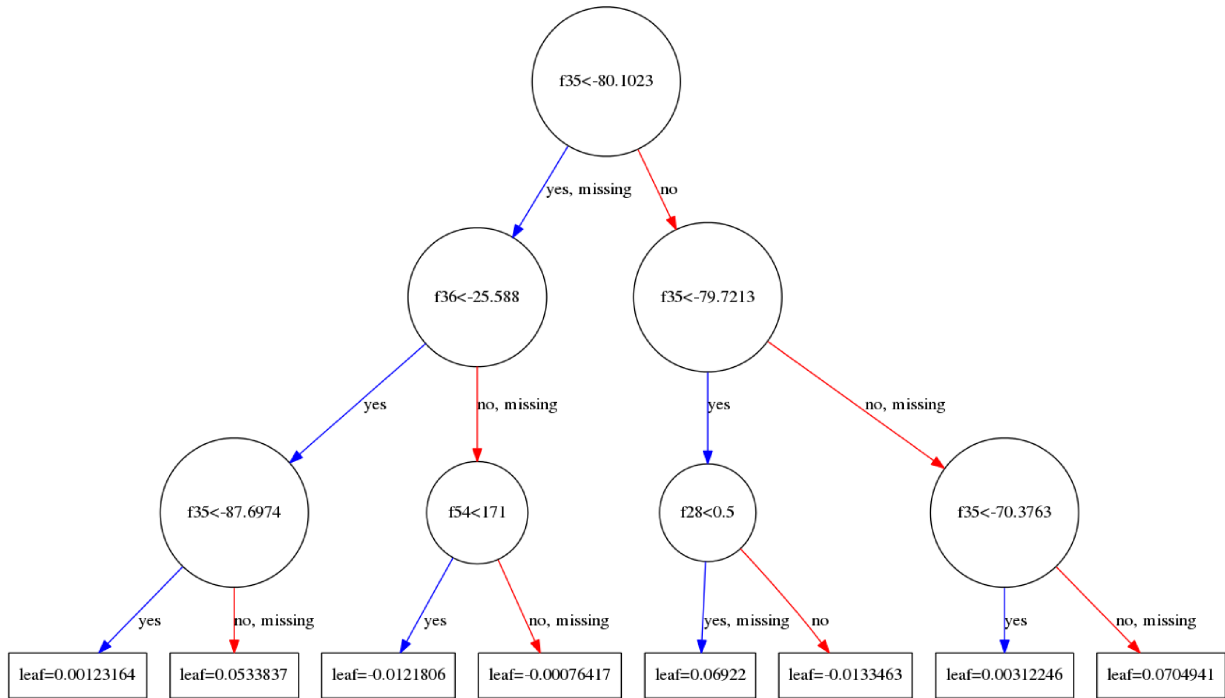 f35<-80.1023
yes, missing
no
f36<-25.588
f35<-79.7213
yes
no, missing
yes
no, missing
f35<-87.6974
f54<171
f28<0.5
f35<-70.3763
yes
no, missing
yes
no, missing
yes, missing
no
yes
no, missing
leaf=0.00123164
leaf=0.0533837
leaf=-0.0121806
leaf=-0.00076417
leaf=0.06922
leaf=-0.0133463
leaf=0.00312246
leaf=0.0704941